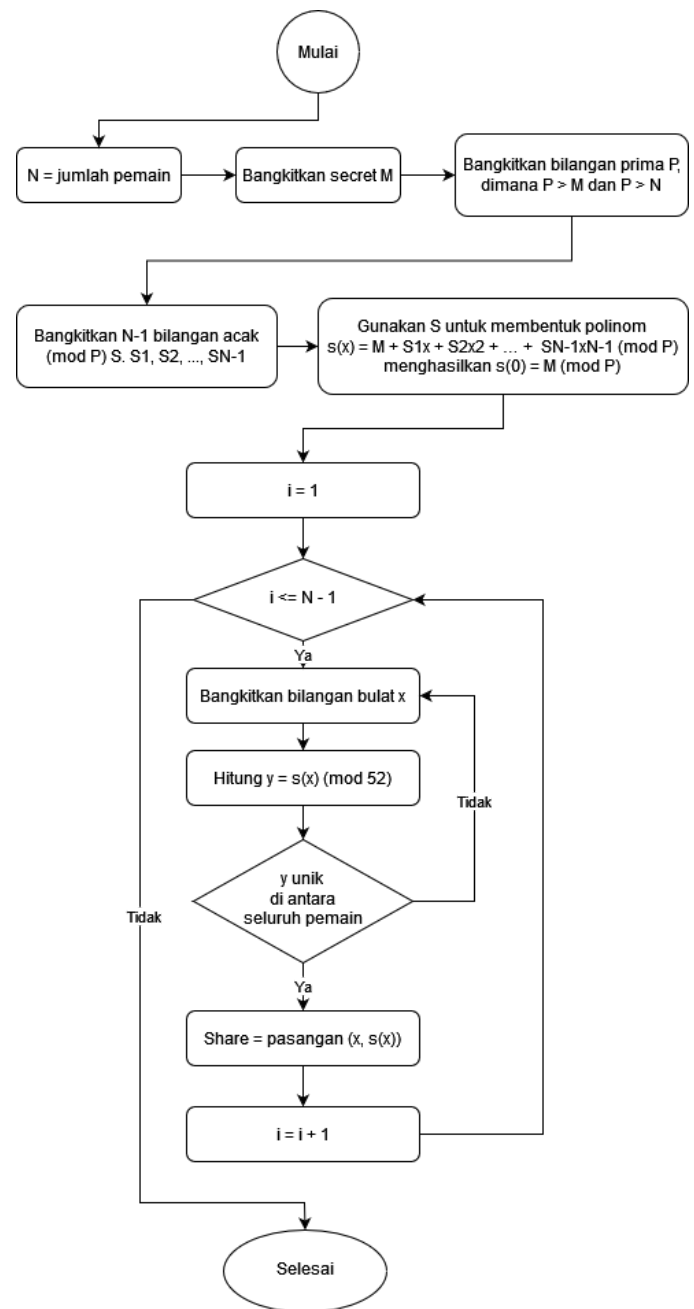 Mulai
N = jumlah pemain
Bangkitkan secret M
Bangkitkan bilangan prima P,
dimana P > M dan P > N
Bangkitkan N-1 bilangan acak
(mod P) S. S1, S2, ..., SN-1
Gunakan S untuk membentuk polinom
s(x) = M + S1x + S2x2 + ... + SN-1xN-1 (mod P)
menghasilkan s(0) = M (mod P)
i = 1
i <= N - 1
Ya
Bangkitkan bilangan bulat x
Hitung y = s(x) (mod 52)
Tidak
y unik
di antara
seluruh pemain
Tidak
Ya
Share = pasangan (x, s(x))
i = i + 1
Selesai